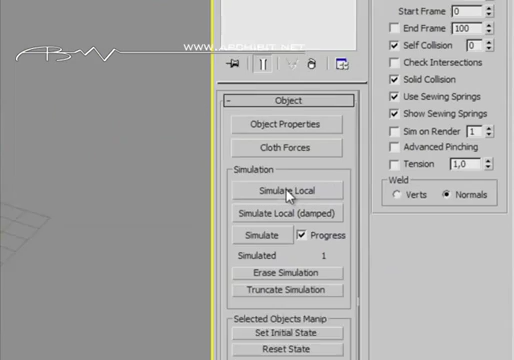 WWW.ABDHIBIT.NET
Object
Object Properties
Cloth Forces
Simulation
Simulate Local
Simulate Local (damped)
Simulate
Progress
Simulated 1
Erase Simulation
Truncate Simulation
Selected Objects Manip
Set Initial State
Reset State
Start Frame 0
End Frame 100
Self Collision 0
Check Intersections
Solid Collision
Use Sewing Springs
Show Sewing Springs
Sim on Render 1
Advanced Pinching
Tension 1,0
Weld
Verts
Normals